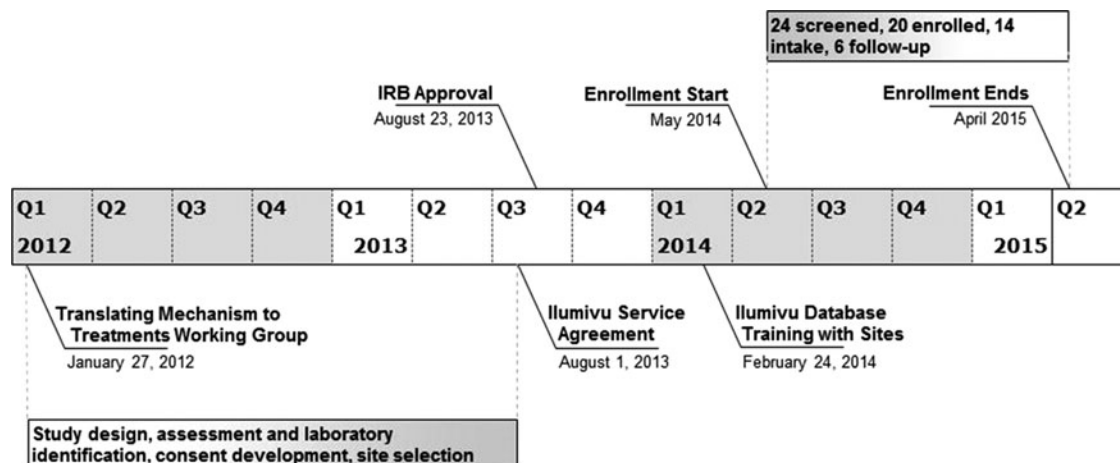 24 screened, 20 enrolled, 14
intake, 6 follow-up
IRB Approval
August 23, 2013
Enrollment Start
May 2014
Enrollment Ends
April 2015
Q1 Q2 Q3 Q4 Q1 Q2 Q3 Q4 Q1 Q2 Q3 Q4 Q1 Q2
2012 2013 2014 2015
Translating Mechanism to
Treatments Working Group
January 27, 2012
Ilumivu Service
Agreement
August 1, 2013
Ilumivu Database
Training with Sites
February 24, 2014
Study design, assessment and laboratory
identification, consent development, site selection